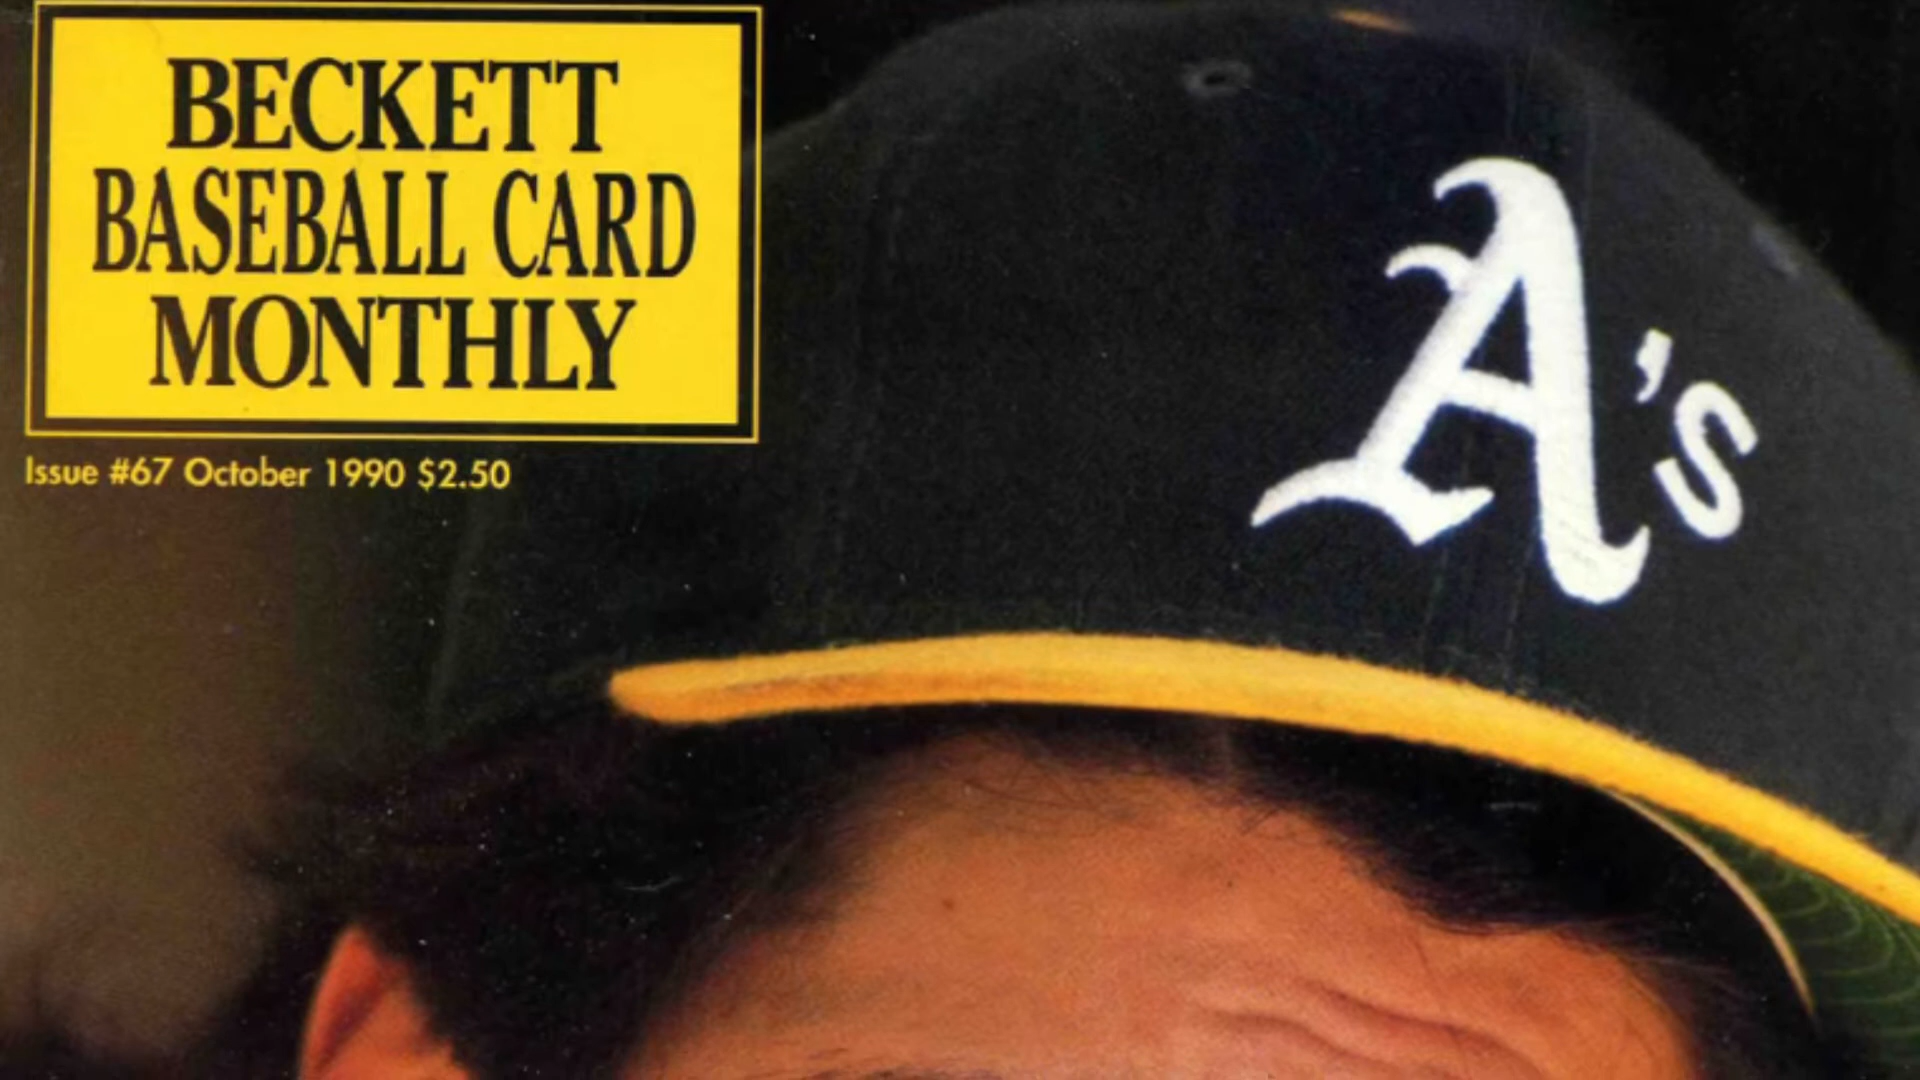 BECKETT
BASEBALL CARD
MONTHLY
Issue #67 October 1990 $2.50
A's